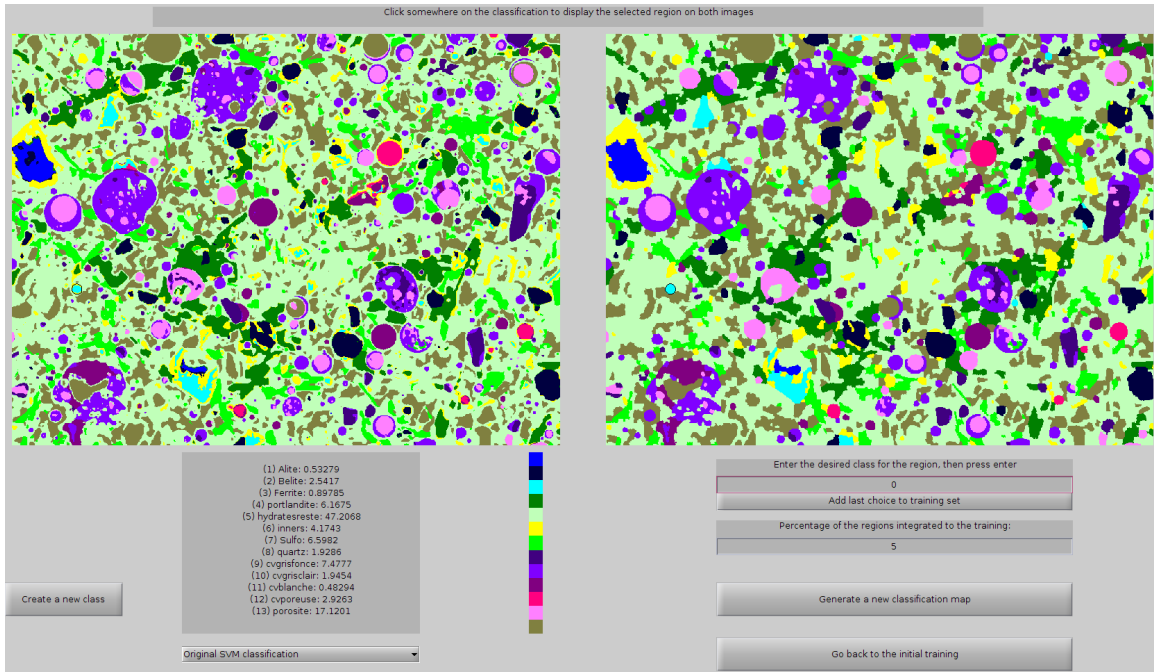 Click somewhere on the classification to display the selected region on both images
(1) Alite: 0.53279
(2) Belite: 2.5417
(3) Ferrite: 0.89785
(4) portlandite: 6.1675
(5) hydratesreste: 47.2068
(6) inners: 4.1743
(7) Sulfo: 6.5982
(8) quartz: 1.9286
(9) cvgrisfonce: 7.4777
(10) cvgrisclair: 1.9454
(11) cvblanche: 0.48294
(12) cvporeuse: 2.9263
(13) porosite: 17.1201
Create a new class
Original SVM classification
Enter the desired class for the region, then press enter
0
Add last choice to training set
Percentage of the regions integrated to the training:
5
Generate a new classification map
Go back to the initial training